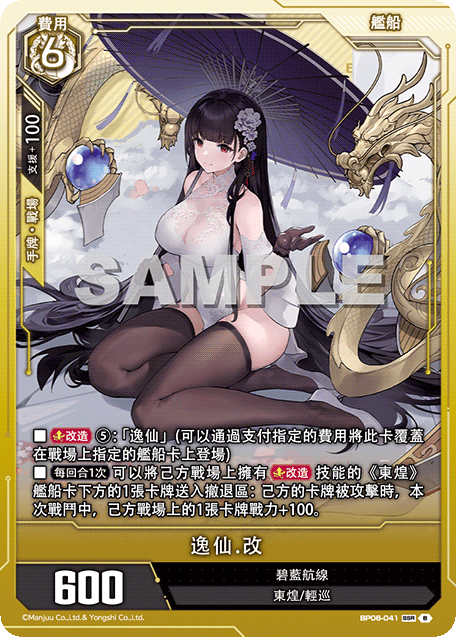 費用
艦船
6
支援+100
手牌・戰場
SAMPLE
■ 改造 ⑤:「逸仙」(可以通過支付指定的費用將此卡覆蓋
在戰場上指定的艦船卡上登場)
■ 每回合1次 可以將己方戰場上擁有 改造 技能的《東煌》
艦船卡下方的1張卡牌送入撤退區:己方的卡牌被攻擊時,本
次戰鬥中,己方戰場上的1張卡牌戰力+100。
逸仙.改
600
碧藍航線
東煌/輕巡
©Manjuu Co.,Ltd. & Yongshi Co.,Ltd.
BP06-041 SSR B